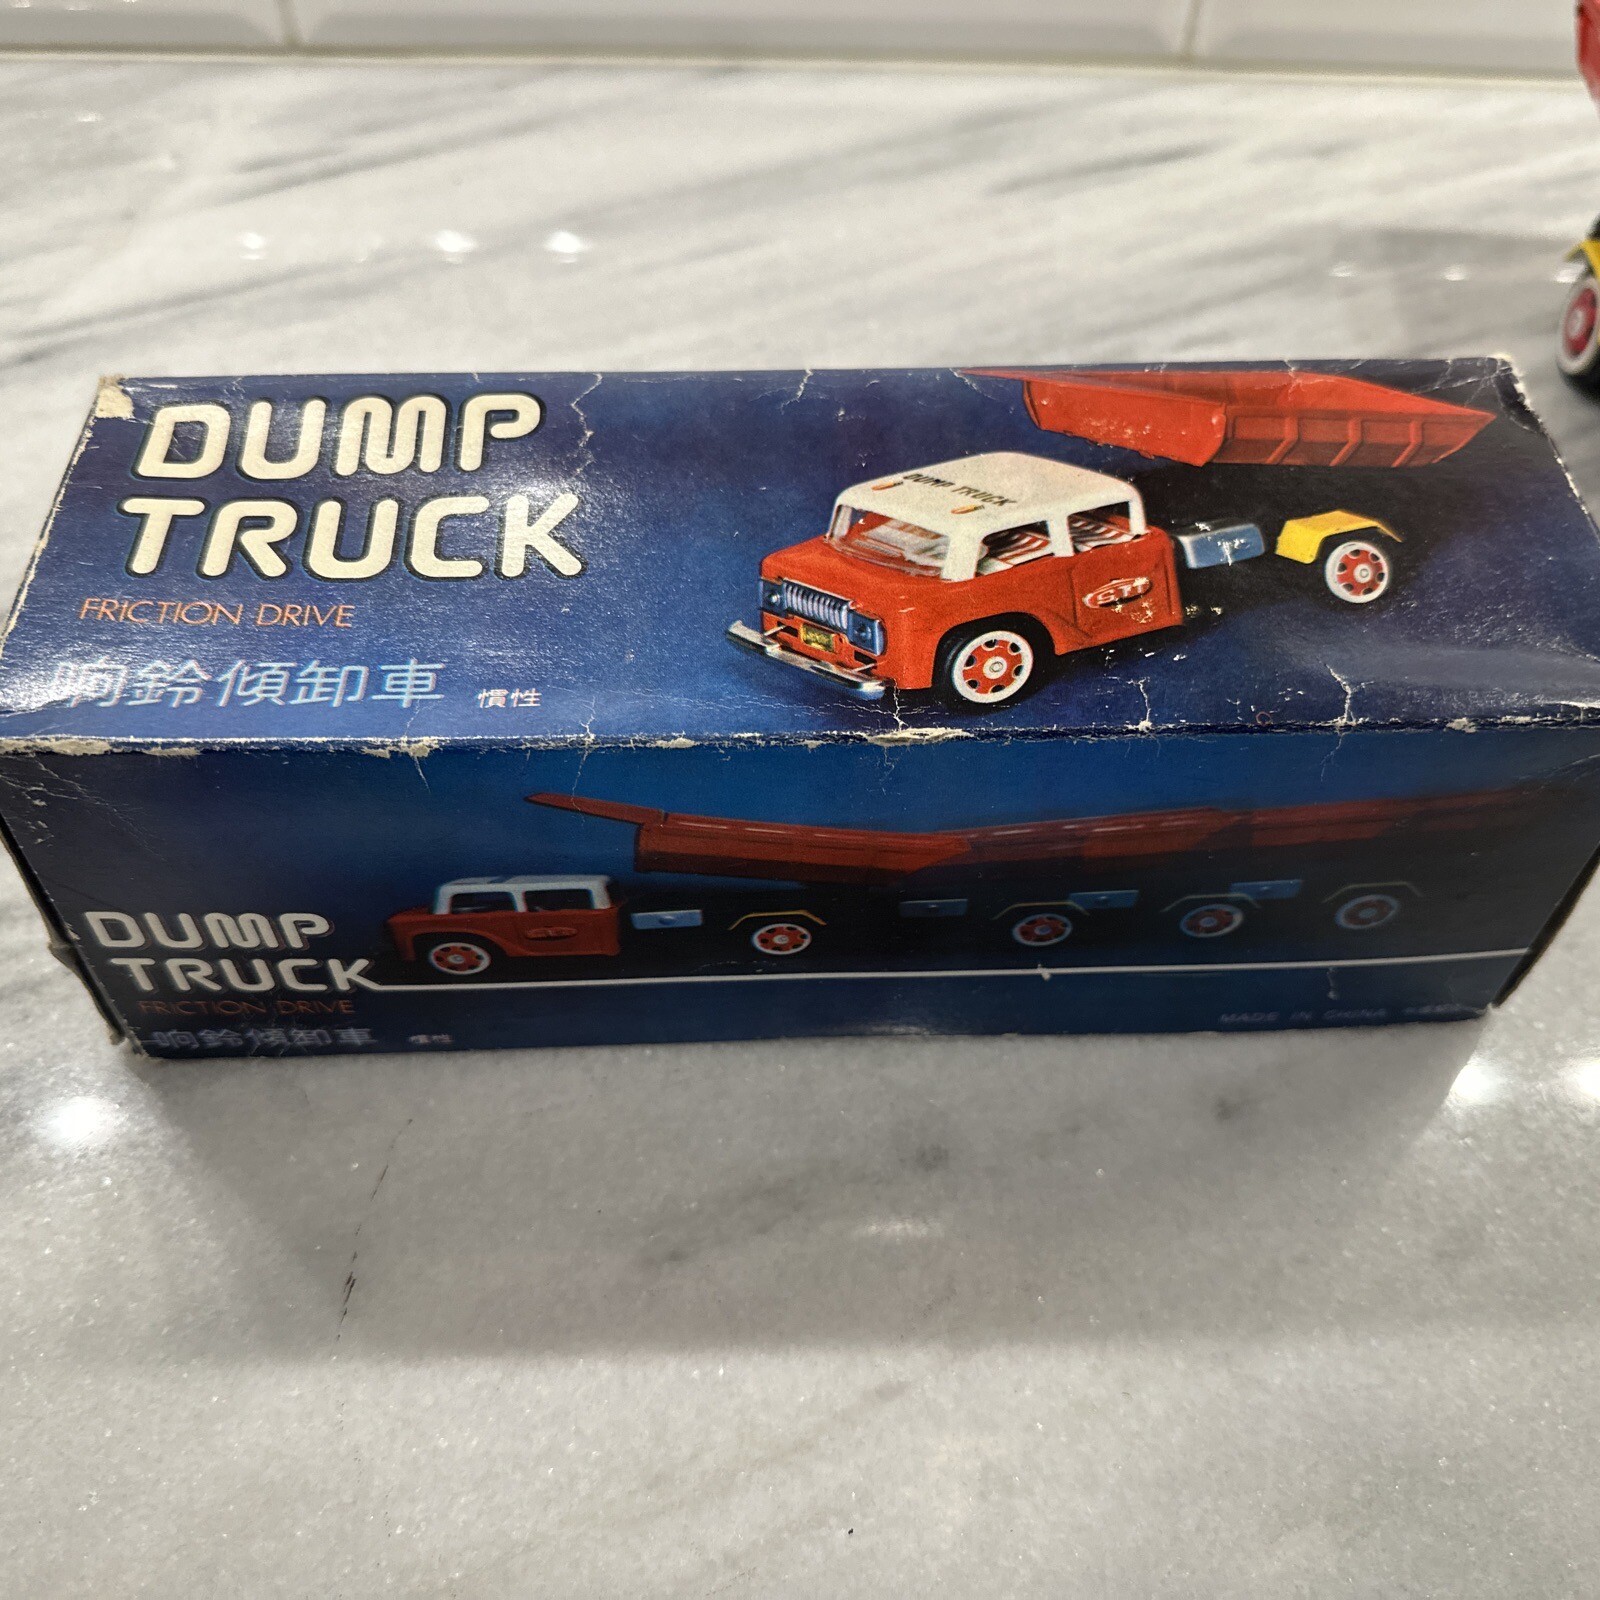 DUMP
TRUCK
FRICTION DRIVE
响鈴傾卸車 慣性
DUMP TRUCK
DUMP
TRUCK
FRICTION DRIVE
响鈴傾卸車 慣性
MADE IN CHINA